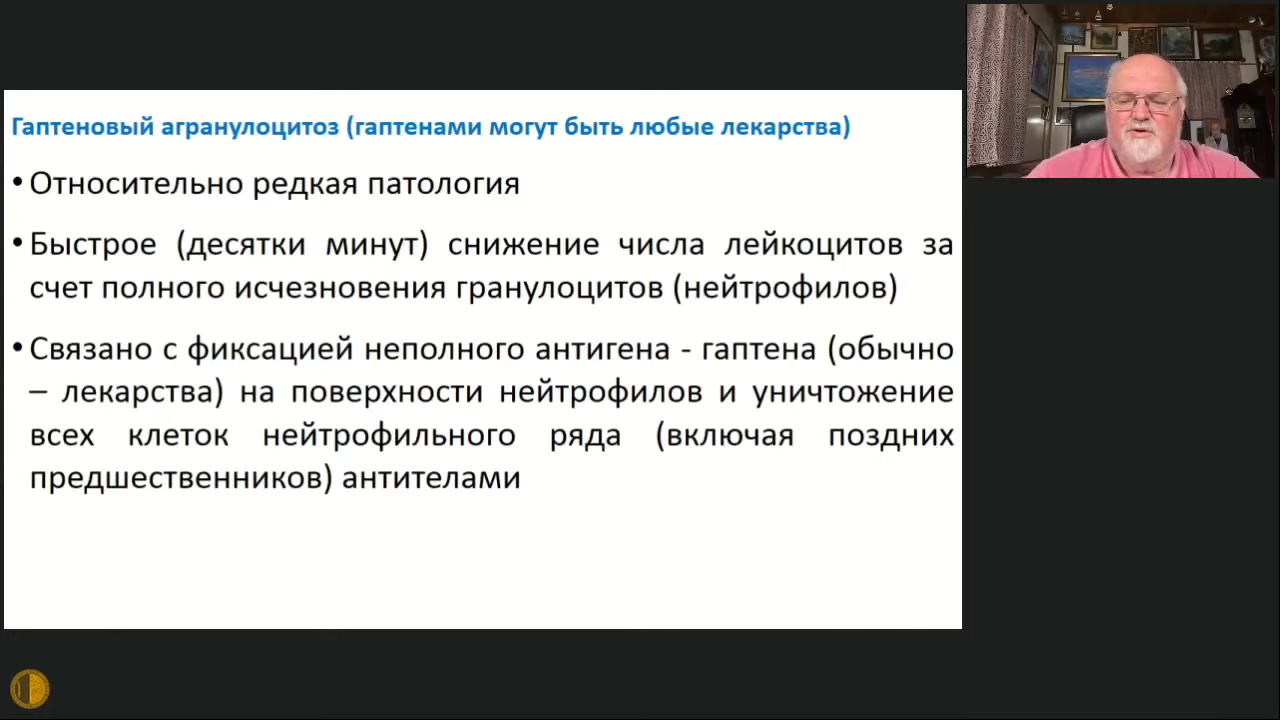 Гаптеновый агранулоцитоз (гаптенами могут быть любые лекарства)
• Относительно редкая патология
• Быстрое (десятки минут) снижение числа лейкоцитов за
счет полного исчезновения гранулоцитов (нейтрофилов)
• Связано с фиксацией неполного антигена - гаптена (обычно
– лекарства) на поверхности нейтрофилов и уничтожение
всех клеток нейтрофильного ряда (включая поздних
предшественников) антителами